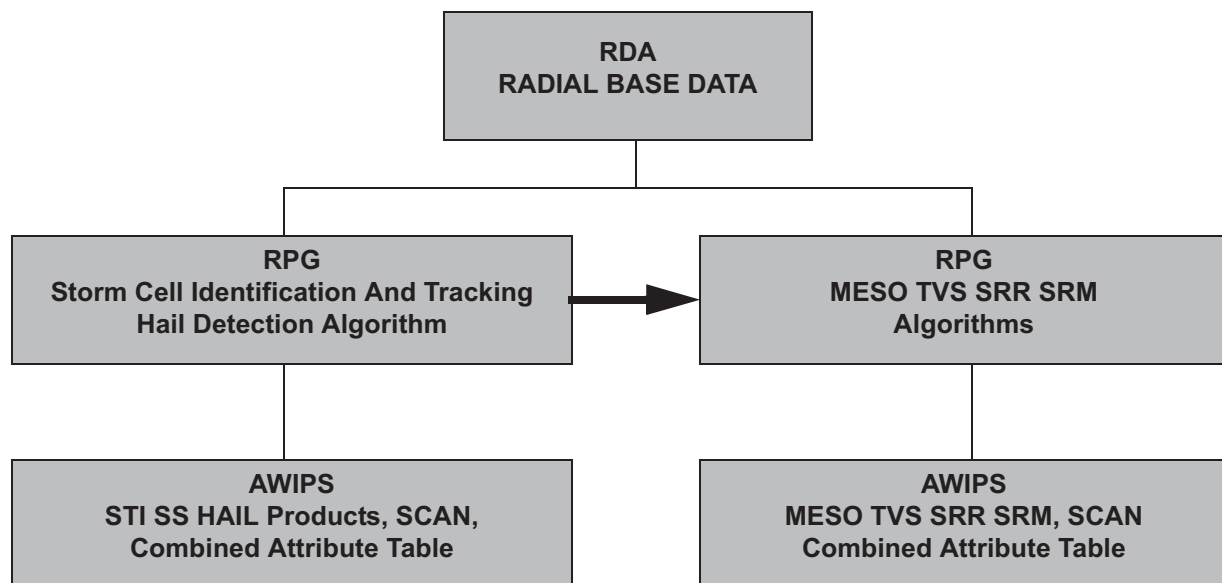 RDA
RADIAL BASE DATA
RPG
Storm Cell Identification And Tracking
Hail Detection Algorithm
RPG
MESO TVS SRR SRM
Algorithms
AWIPS
STI SS HAIL Products, SCAN,
Combined Attribute Table
AWIPS
MESO TVS SRR SRM, SCAN
Combined Attribute Table